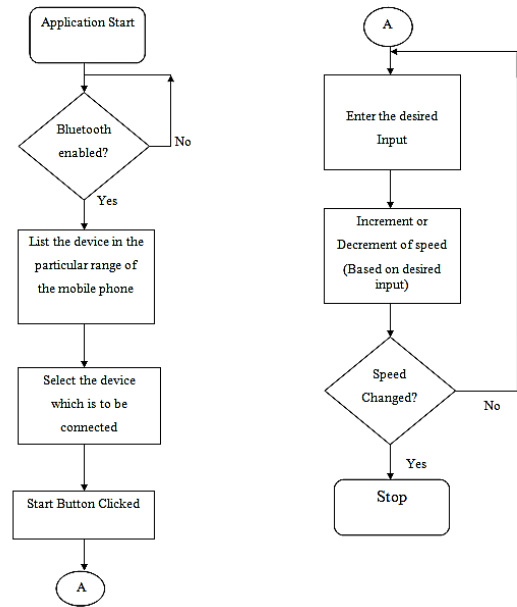 Application Start
Bluetooth
enabled?
No
Yes
List the device in the
particular range of
the mobile phone
Select the device
which is to be
connected
Start Button Clicked
A
A
Enter the desired
Input
Increment or
Decrement of speed
(Based on desired
input)
Speed
Changed?
No
Yes
Stop